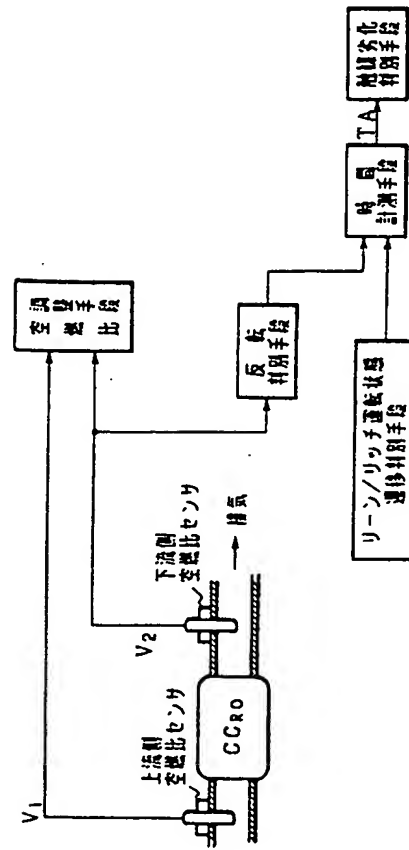 空燃比
調整手段
V1
V2
上流側
空燃比センサ
下流側
空燃比センサ
CCRO
排気
反転
判別手段
リーン/リッチ運転状態
遷移判別手段
時間
計測手段
TA
触媒劣化
判別手段